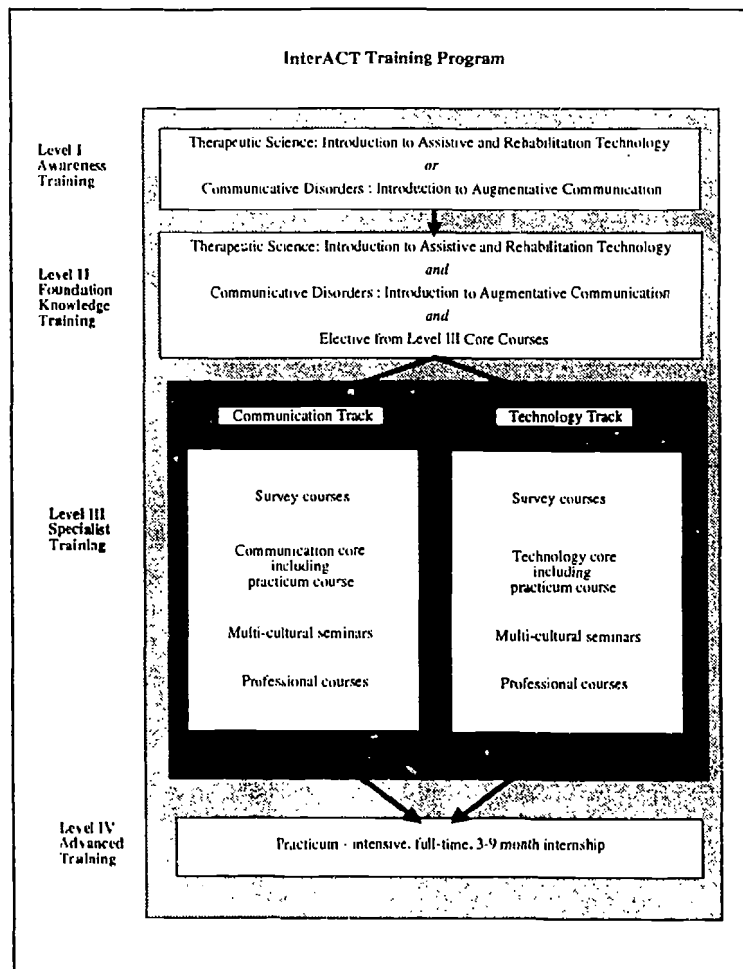 InterACT Training Program
Level I
Awareness
Training
Therapeutic Science: Introduction to Assistive and Rehabilitation Technology
or
Communicative Disorders : Introduction to Augmentative Communication
Level II
Foundation
Knowledge
Training
Therapeutic Science: Introduction to Assistive and Rehabilitation Technology
and
Communicative Disorders : Introduction to Augmentative Communication
and
Elective from Level III Core Courses
Level III
Specialist
Training
Communication Track
Survey courses
Communication core
including
practicum course
Multi-cultural seminars
Professional courses
Technology Track
Survey courses
Technology core
including
practicum course
Multi-cultural seminars
Professional courses
Level IV
Advanced
Training
Practicum - intensive, full-time, 3-9 month internship